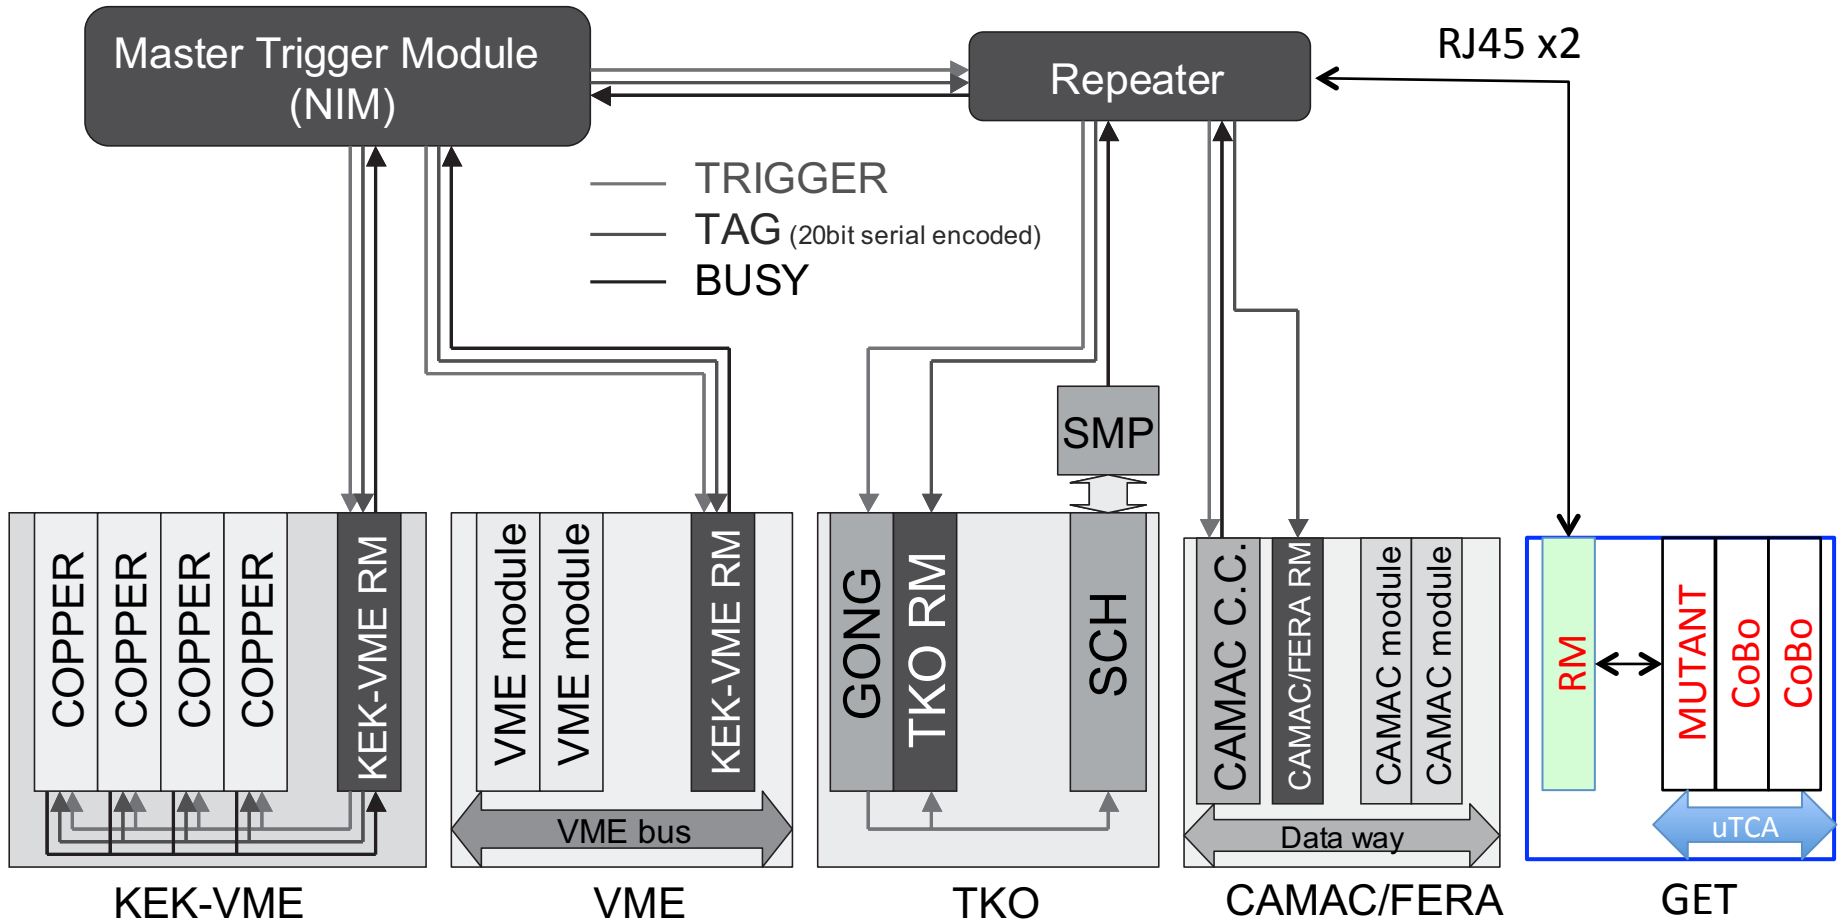 Master Trigger Module
(NIM)
Repeater
RJ45 x2
TRIGGER
TAG (20bit serial encoded)
BUSY
SMP
COPPER
COPPER
COPPER
COPPER
KEK-VME RM
VME module
VME module
KEK-VME RM
GONG
TKO RM
SCH
CAMAC C.C.
CAMAC/FERA RM
CAMAC module
CAMAC module
RM
MUTANT
CoBo
CoBo
VME bus
Data way
uTCA
KEK-VME
VME
TKO
CAMAC/FERA
GET